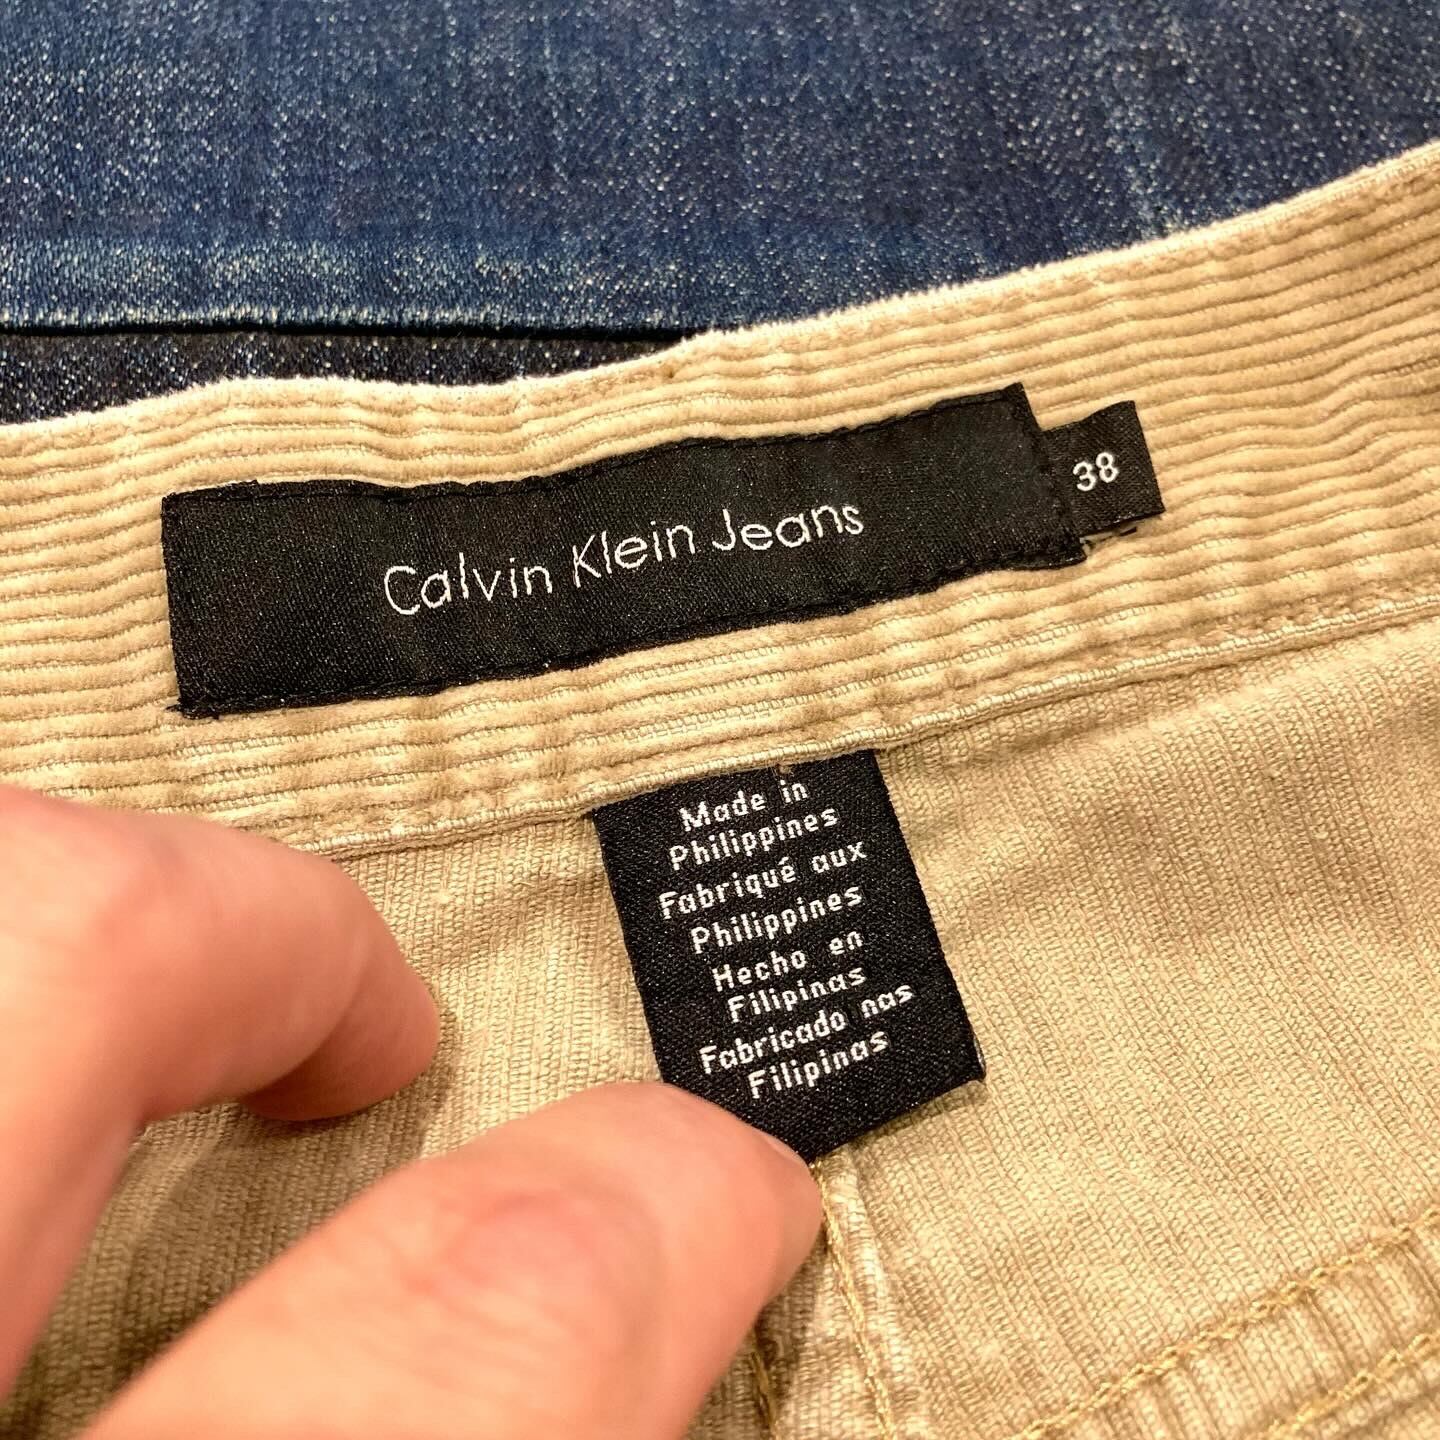 Calvin Klein Jeans
38
Made in
Philippines
Fabriqué aux
Philippines
Hecho en
Filipinas
Fabricado nas
Filipinas